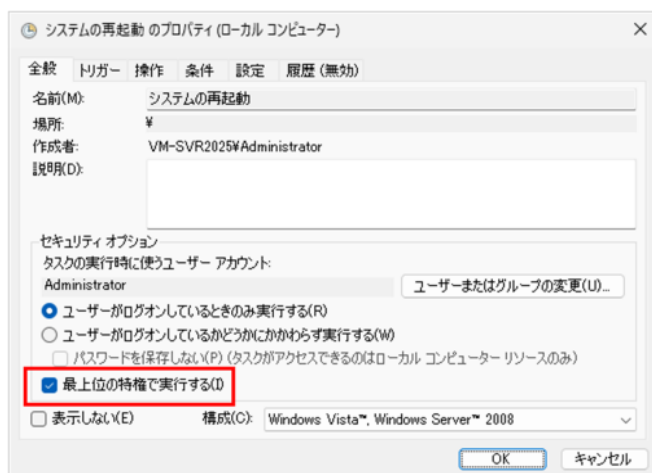 システムの再起動 のプロパティ (ローカル コンピューター)
全般 トリガー 操作 条件 設定 履歴 (無効)
名前(M): システムの再起動
場所: ¥
作成者: VM-SVR2025¥Administrator
説明(D):
セキュリティ オプション
タスクの実行時に使うユーザー アカウント:
Administrator ユーザーまたはグループの変更(U)...
ユーザーがログオンしているときのみ実行する(R)
ユーザーがログオンしているかどうかにかかわらず実行する(W)
パスワードを保存しない(P) (タスクがアクセスできるのはローカル コンピューター リソースのみ)
最上位の特権で実行する(I)
表示しない(E) 構成(C): Windows Vista™, Windows Server™ 2008
OK キャンセル